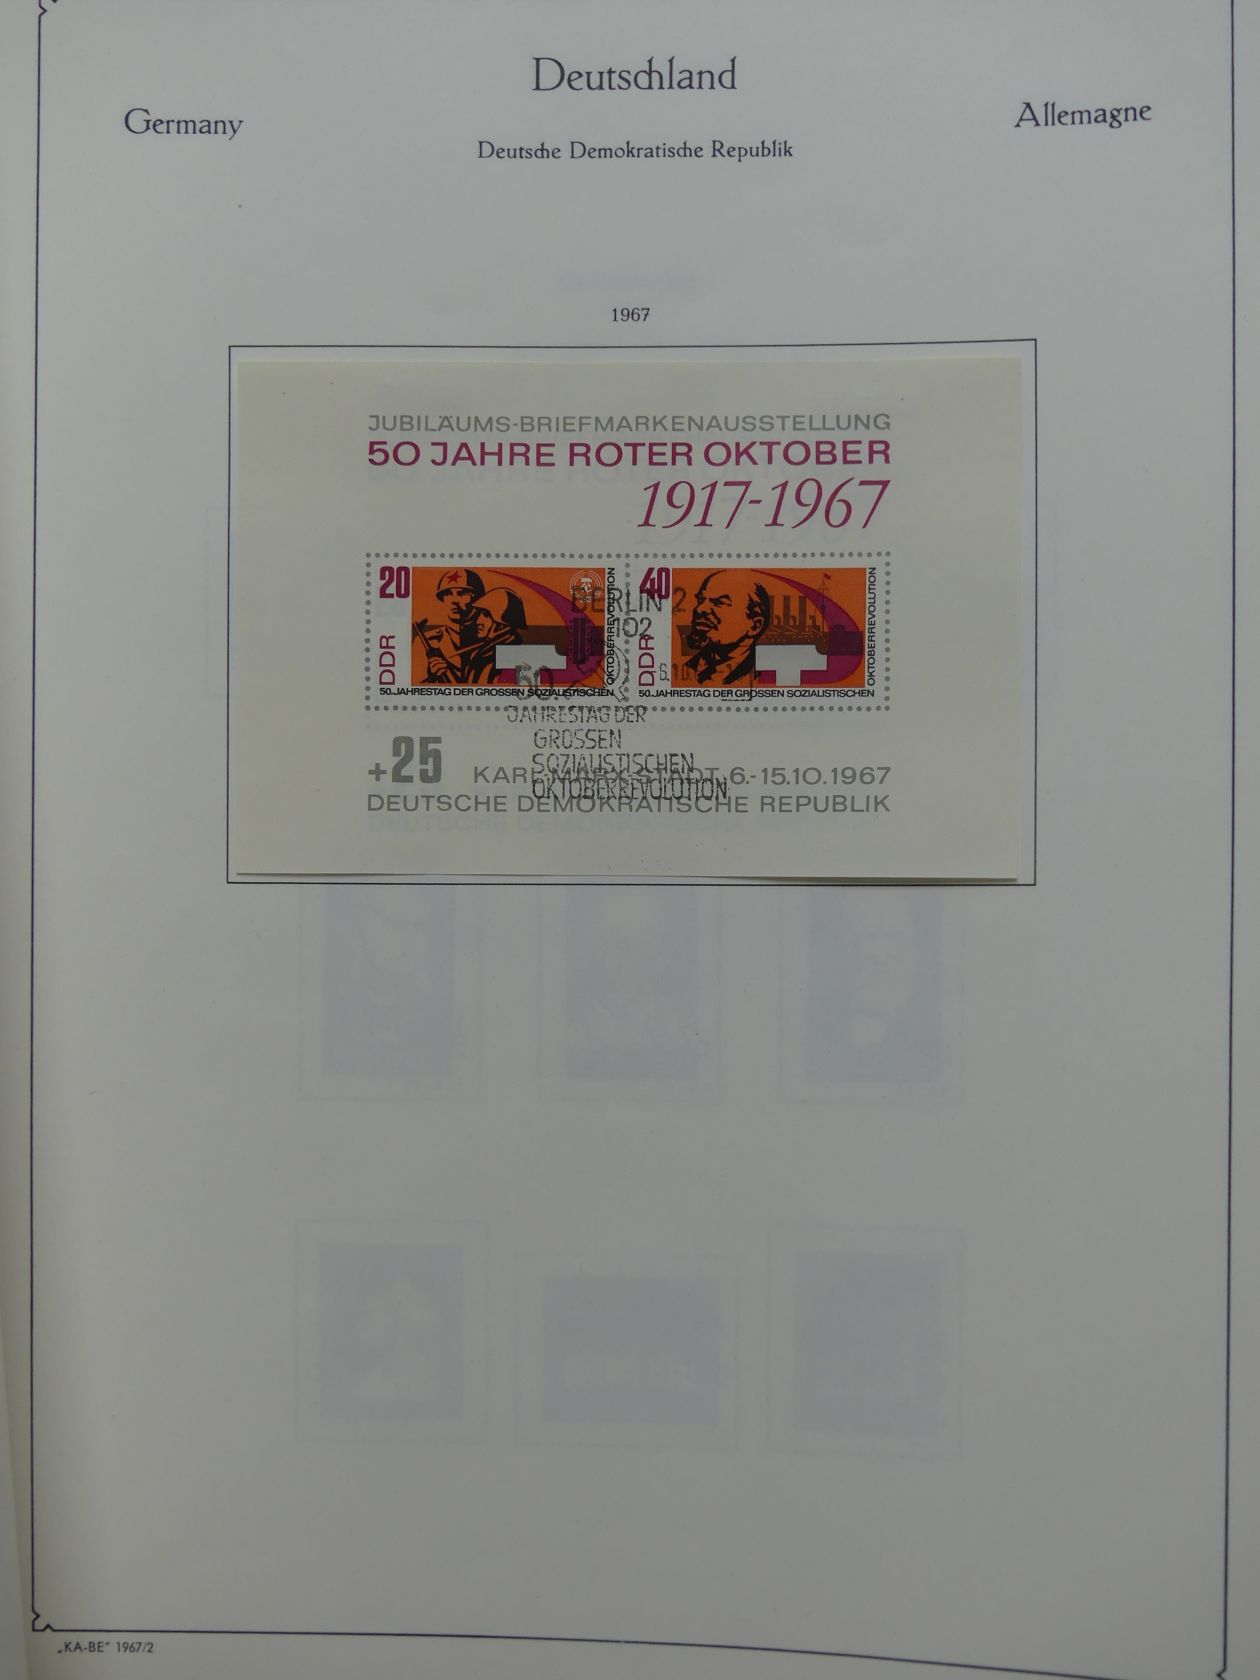 Deutschland
Germany
Allemagne
Deutsche Demokratische Republik
1967
JUBILÄUMS-BRIEFMARKENAUSSTELLUNG
50 JAHRE ROTER OKTOBER
1917-1967
20
DDR
OKTOBERREVOLUTION
50. JAHRESTAG DER GROSSEN SOZIALISTISCHEN
40
DDR
OKTOBERREVOLUTION
50. JAHRESTAG DER GROSSEN SOZIALISTISCHEN
BERLIN 2
102
50.
JAHRESTAG DER
GROSSEN
SOZIALISTISCHEN
OKTOBERREVOLUTION
+25
KARL-MARX-STADT, 6.-15.10.1967
DEUTSCHE DEMOKRATISCHE REPUBLIK
„KA-BE" 1967/2